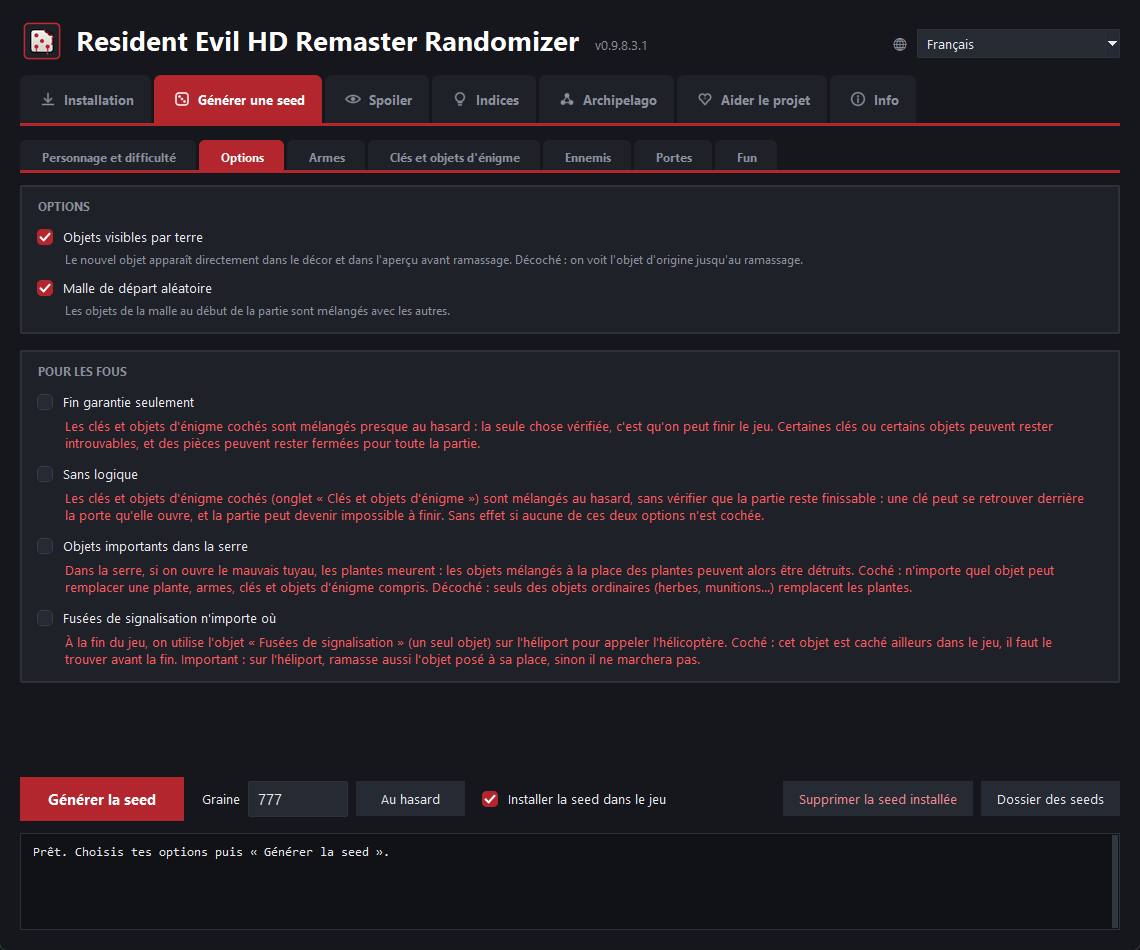 Resident Evil HD Remaster Randomizer v0.9.8.3.1
Français
Installation
Générer une seed
Spoiler
Indices
Archipelago
Aider le projet
Info
Personnage et difficulté
Options
Armes
Clés et objets d'énigme
Ennemis
Portes
Fun
OPTIONS
Objets visibles par terre
Le nouvel objet apparaît directement dans le décor et dans l'aperçu avant ramassage. Décoché : on voit l'objet d'origine jusqu'au ramassage.
Malle de départ aléatoire
Les objets de la malle au début de la partie sont mélangés avec les autres.
POUR LES FOUS
Fin garantie seulement
Les clés et objets d'énigme cochés sont mélangés presque au hasard : la seule chose vérifiée, c'est qu'on peut finir le jeu. Certaines clés ou certains objets peuvent rester
introuvables, et des pièces peuvent rester fermées pour toute la partie.
Sans logique
Les clés et objets d'énigme cochés (onglet « Clés et objets d'énigme ») sont mélangés au hasard, sans vérifier que la partie reste finissable : une clé peut se retrouver derrière
la porte qu'elle ouvre, et la partie peut devenir impossible à finir. Sans effet si aucune de ces deux options n'est cochée.
Objets importants dans la serre
Dans la serre, si on ouvre le mauvais tuyau, les plantes meurent : les objets mélangés à la place des plantes peuvent alors être détruits. Coché : n'importe quel objet peut
remplacer une plante, armes, clés et objets d'énigme compris. Décoché : seuls des objets ordinaires (herbes, munitions...) remplacent les plantes.
Fusées de signalisation n'importe où
À la fin du jeu, on utilise l'objet « Fusées de signalisation » (un seul objet) sur l'héliport pour appeler l'hélicoptère. Coché : cet objet est caché ailleurs dans le jeu, il faut le
trouver avant la fin. Important : sur l'héliport, ramasse aussi l'objet posé à sa place, sinon il ne marchera pas.
Générer la seed
Graine
777
Au hasard
Installer la seed dans le jeu
Supprimer la seed installée
Dossier des seeds
Prêt. Choisis tes options puis « Générer la seed ».